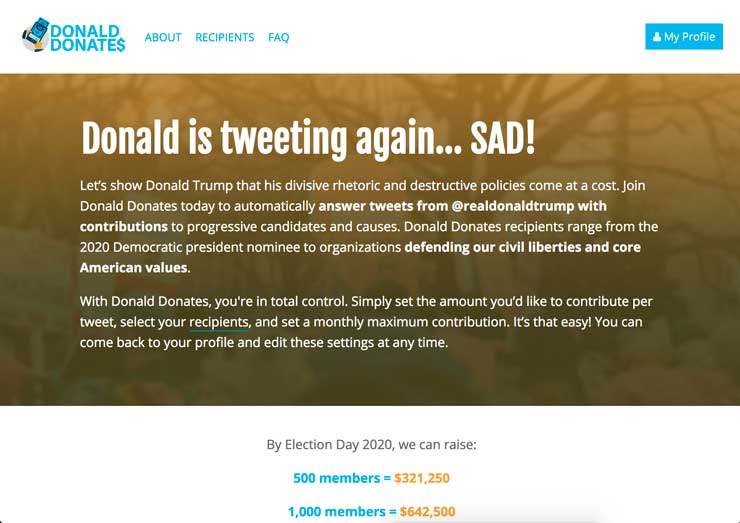 DONALD
DONATE$
ABOUT RECIPIENTS FAQ
My Profile
Donald is tweeting again... SAD!
Let’s show Donald Trump that his divisive rhetoric and destructive policies come at a cost. Join
Donald Donates today to automatically answer tweets from @realdonaldtrump with
contributions to progressive candidates and causes. Donald Donates recipients range from the
2020 Democratic president nominee to organizations defending our civil liberties and core
American values.
With Donald Donates, you're in total control. Simply set the amount you’d like to contribute per
tweet, select your recipients, and set a monthly maximum contribution. It’s that easy! You can
come back to your profile and edit these settings at any time.
By Election Day 2020, we can raise:
500 members = $321,250
1,000 members = $642,500